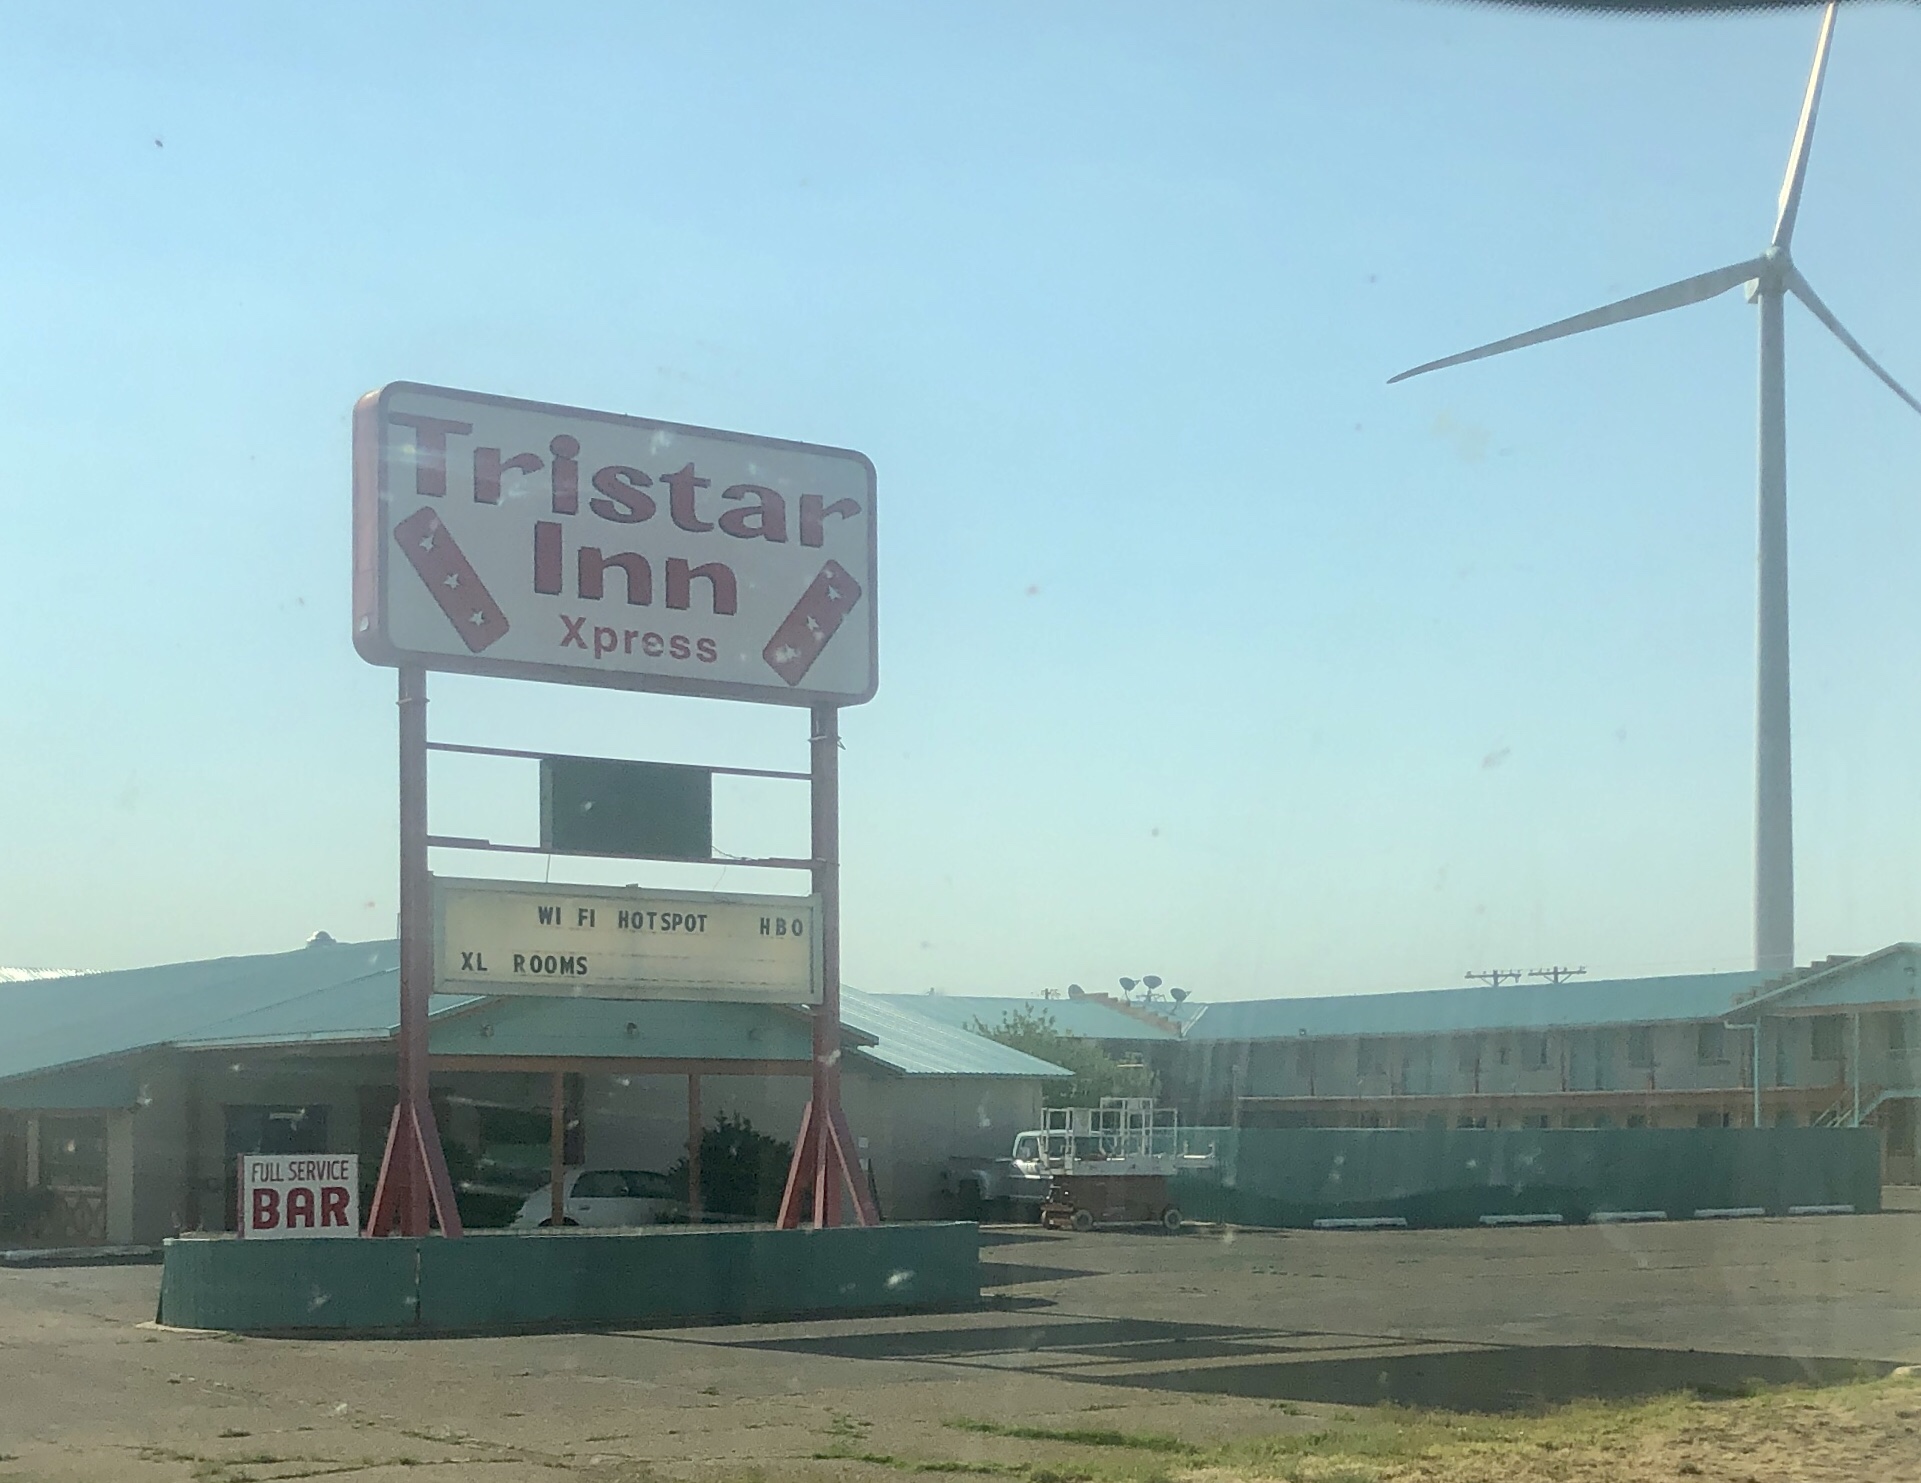 Tristar
Inn
Xpress
WI FI HOTSPOT HBO
XL ROOMS
FULL SERVICE
BAR